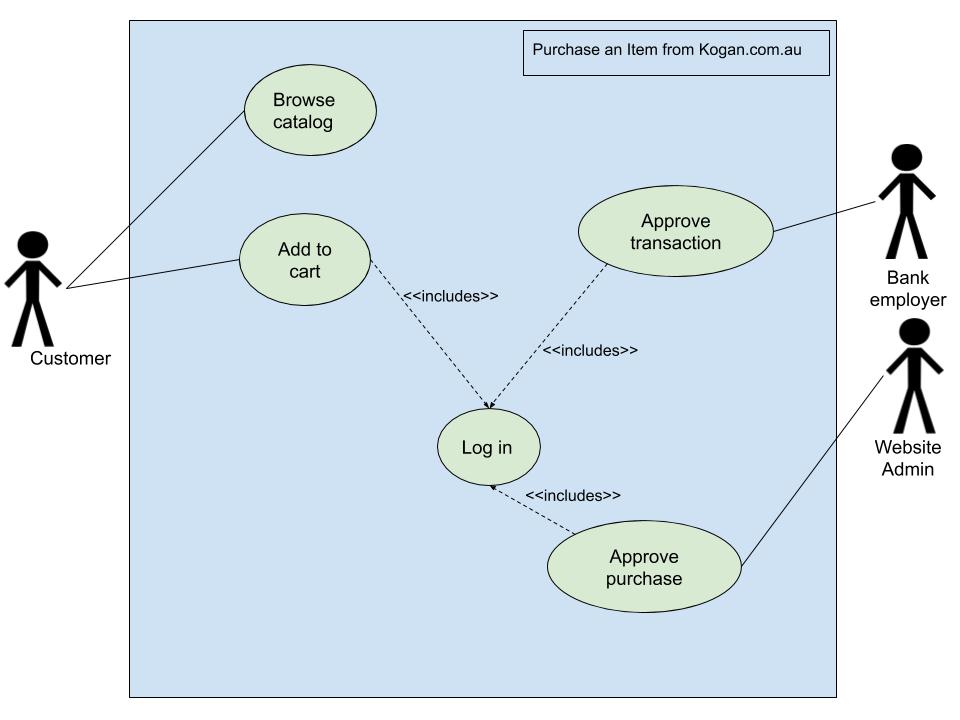 Purchase an Item from Kogan.com.au
Browse
catalog
Approve
transaction
Add to
cart
Bank
employer
<<includes>>
<<includes>>
Customer
Log in
Website
Admin
<<includes>>
Approve
purchase